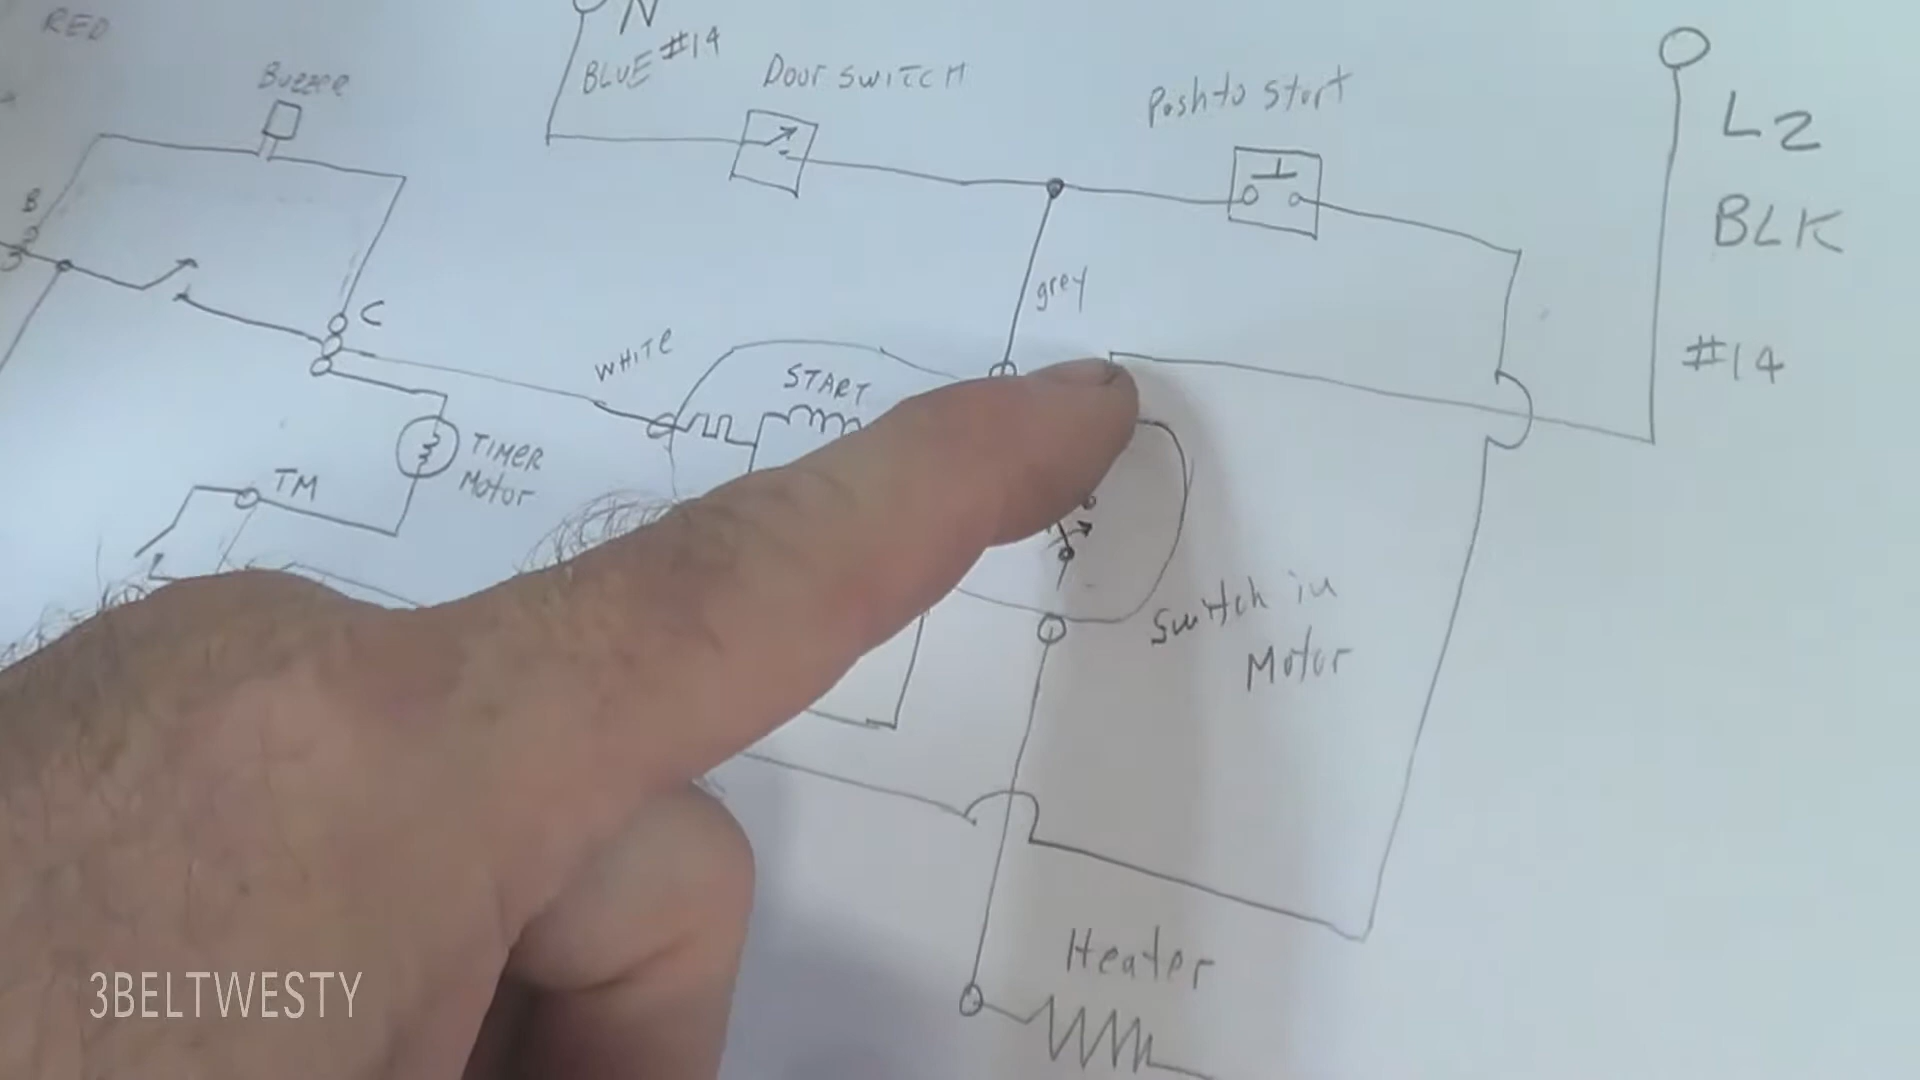 RED
N
BLUE #14
Buzzer
Door SWITCH
Push to start
L2
BLK
#14
B
C
grey
WHITE
START
TIMER
Motor
TM
Switch in
Motor
Heater
3BELTWESTY